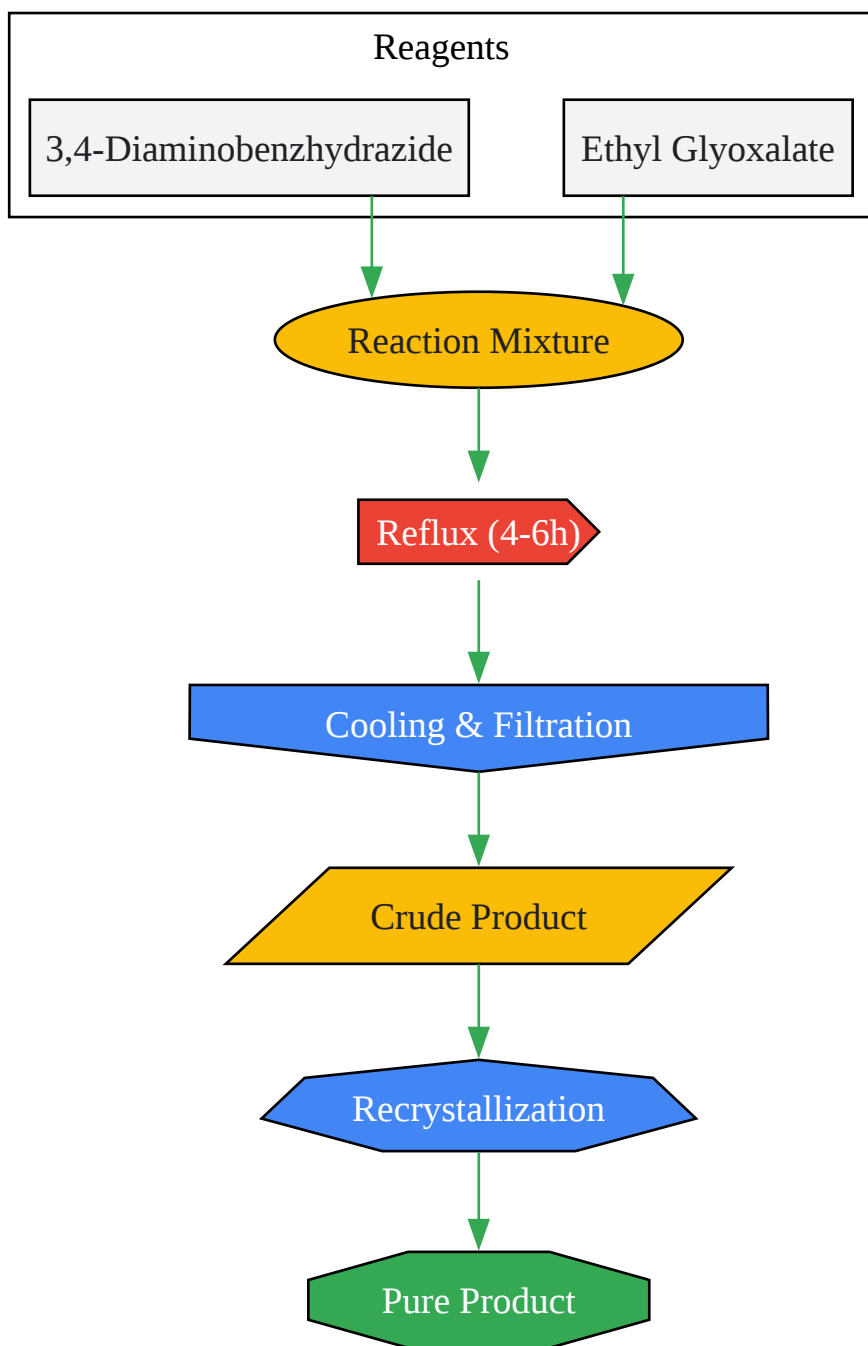 Reagents
3,4-Diaminobenzhydrazide
Ethyl Glyoxalate
Reaction Mixture
Reflux (4-6h)
Cooling & Filtration
Crude Product
Recrystallization
Pure Product